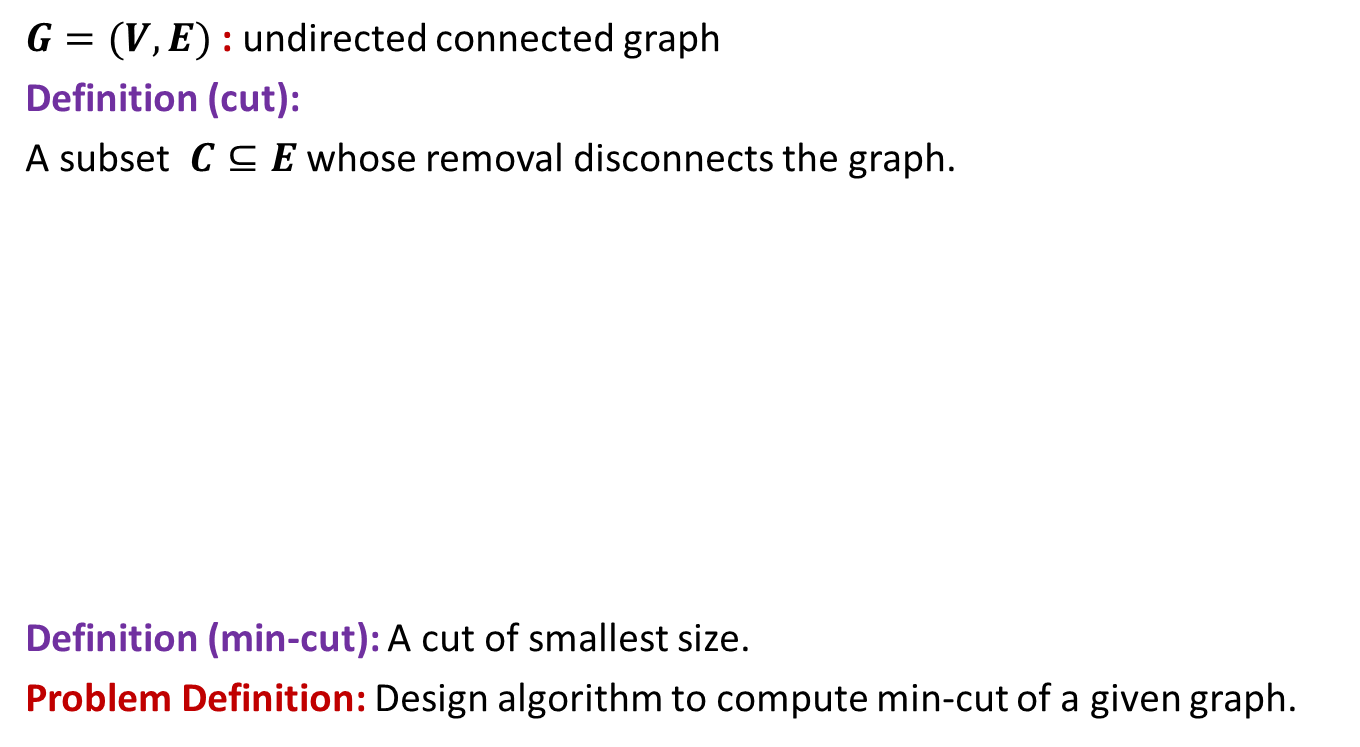 G = (V, E) : undirected connected graph
Definition (cut):
A subset C ⊆ E whose removal disconnects the graph.
Definition (min-cut): A cut of smallest size.
Problem Definition: Design algorithm to compute min-cut of a given graph.